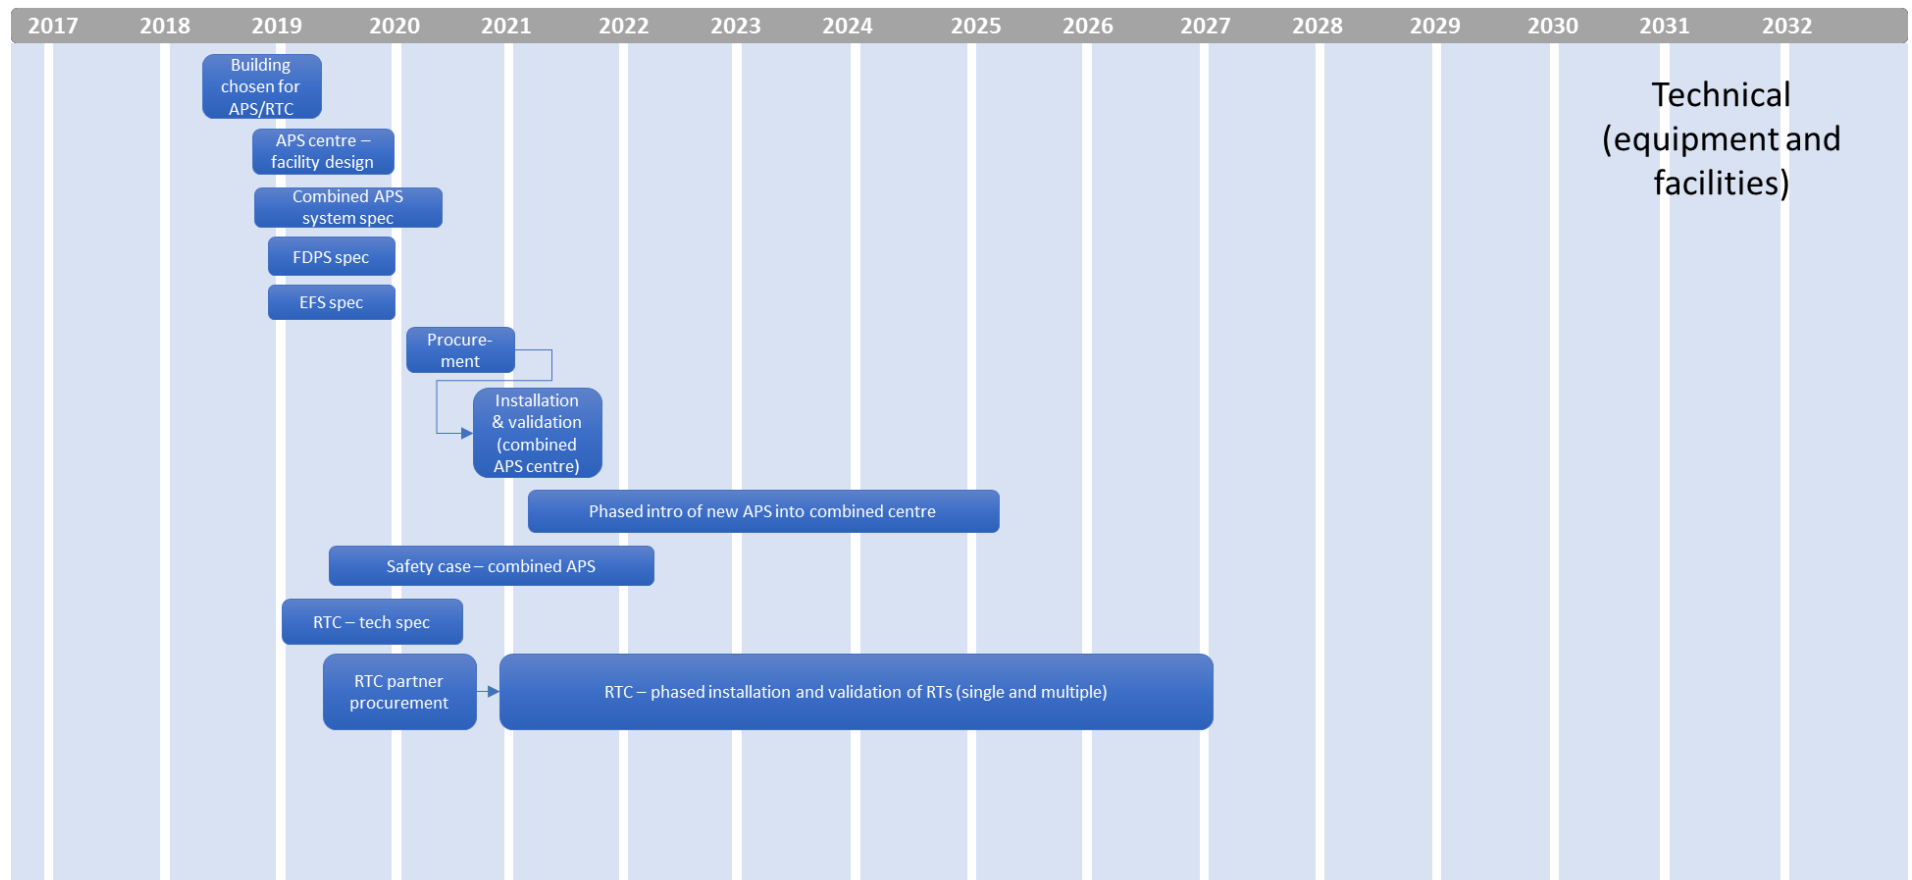 2017 2018 2019 2020 2021 2022 2023 2024 2025 2026 2027 2028 2029 2030 2031 2032
Technical
(equipment and
facilities)
Building
chosen for
APS/RTC
APS centre –
facility design
Combined APS
system spec
FDPS spec
EFS spec
Procure-
ment
Installation
& validation
(combined
APS centre)
Phased intro of new APS into combined centre
Safety case – combined APS
RTC – tech spec
RTC partner
procurement
RTC – phased installation and validation of RTs (single and multiple)